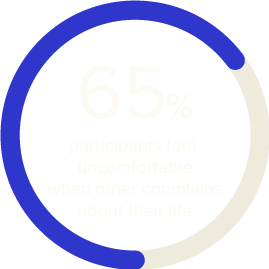 65%
participants feel
uncomfortable
when other complains
about their life